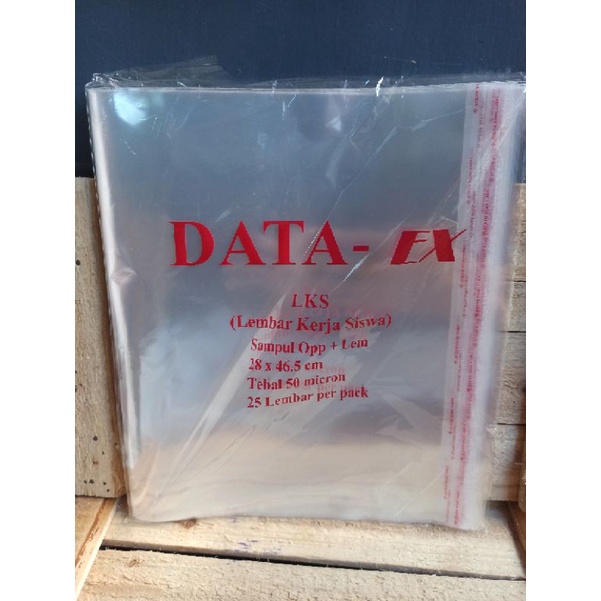 DATA- EX
LKS
(Lembar Kerja Siswa)
Sampul Opp + Lem
28 x 46.5 cm
Tebal 50 micron
25 Lembar per pack